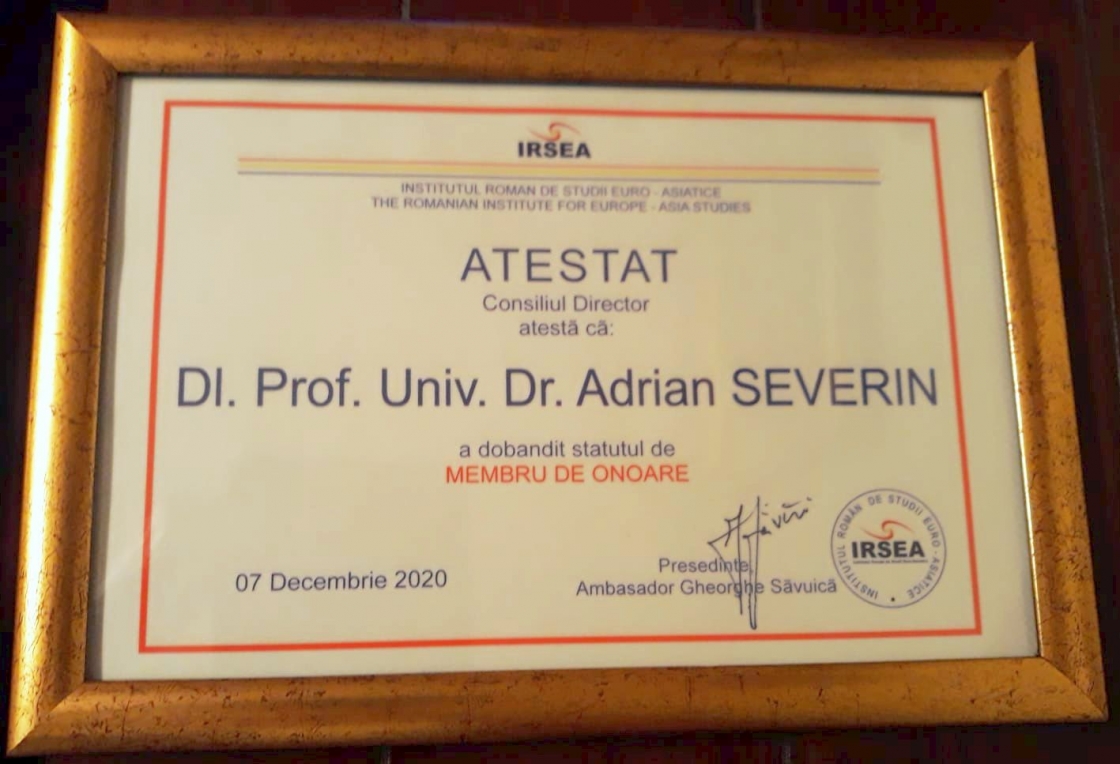 IRSEA
INSTITUTUL ROMAN DE STUDII EURO - ASIATICE
THE ROMANIAN INSTITUTE FOR EUROPE - ASIA STUDIES
ATESTAT
Consiliul Director
atestă că:
Dl. Prof. Univ. Dr. Adrian SEVERIN
a dobandit statutul de
MEMBRU DE ONOARE
07 Decembrie 2020
Presedinte,
Ambasador Gheorghe Săvuică
INSTITUTUL ROMÂN DE STUDII EURO - ASIATICE
IRSEA